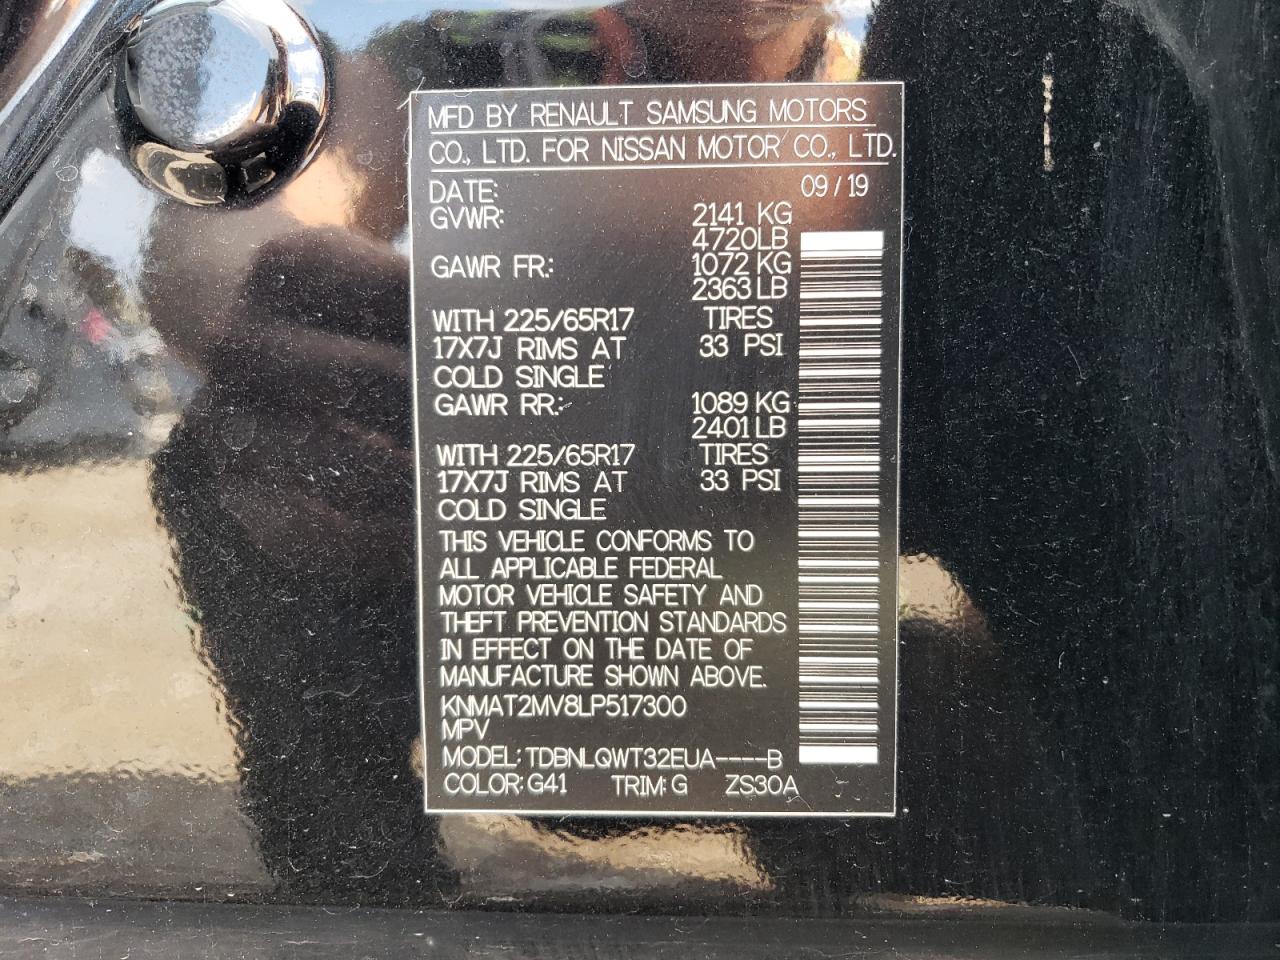 MFD BY RENAULT SAMSUNG MOTORS
CO., LTD. FOR NISSAN MOTOR CO., LTD.
DATE: 09 / 19
GVWR: 2141 KG
4720LB
GAWR FR.: 1072 KG
2363 LB
WITH 225/65R17 TIRES
17X7J RIMS AT 33 PSI
COLD SINGLE
GAWR RR.: 1089 KG
2401 LB
WITH 225/65R17 TIRES
17X7J RIMS AT 33 PSI
COLD SINGLE
THIS VEHICLE CONFORMS TO
ALL APPLICABLE FEDERAL
MOTOR VEHICLE SAFETY AND
THEFT PREVENTION STANDARDS
IN EFFECT ON THE DATE OF
MANUFACTURE SHOWN ABOVE.
KNMAT2MV8LP517300
MPV
MODEL: TDBNLQWT32EUA----B
COLOR: G41 TRIM: G ZS30A